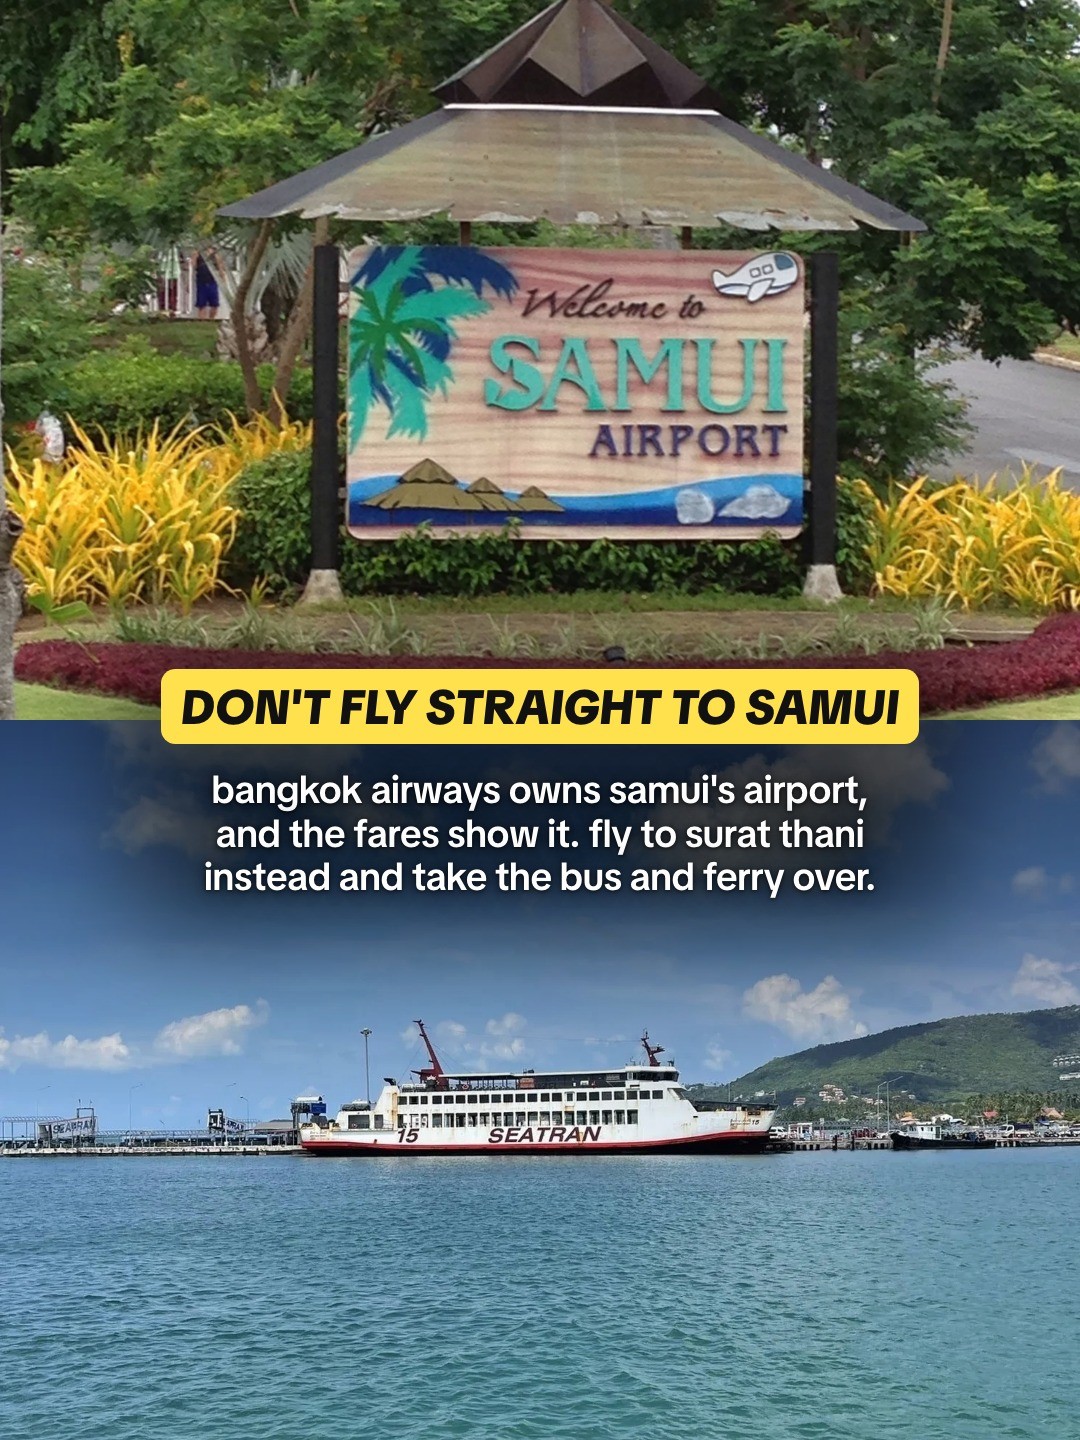 Welcome to
SAMUI
AIRPORT
DON'T FLY STRAIGHT TO SAMUI
bangkok airways owns samui's airport,
and the fares show it. fly to surat thani
instead and take the bus and ferry over.
15
SEATRAN
15